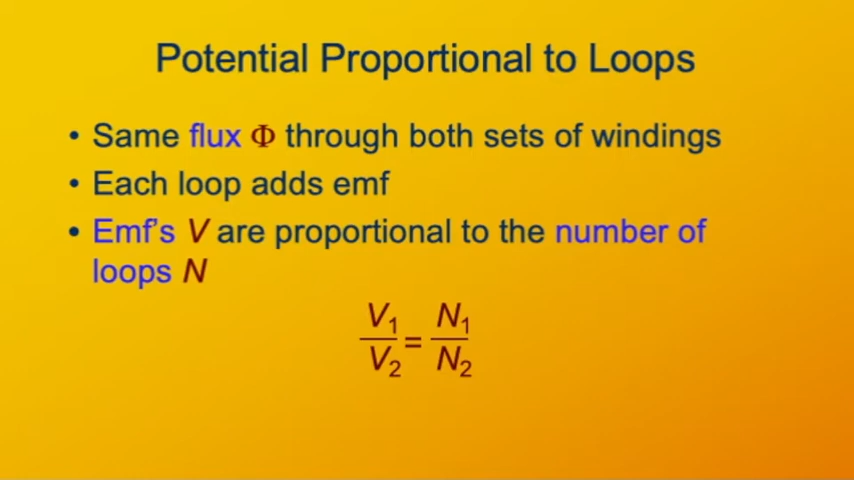 Potential Proportional to Loops
• Same flux Φ through both sets of windings
• Each loop adds emf
• Emf's V are proportional to the number of
loops N
V₁/V₂ = N₁/N₂